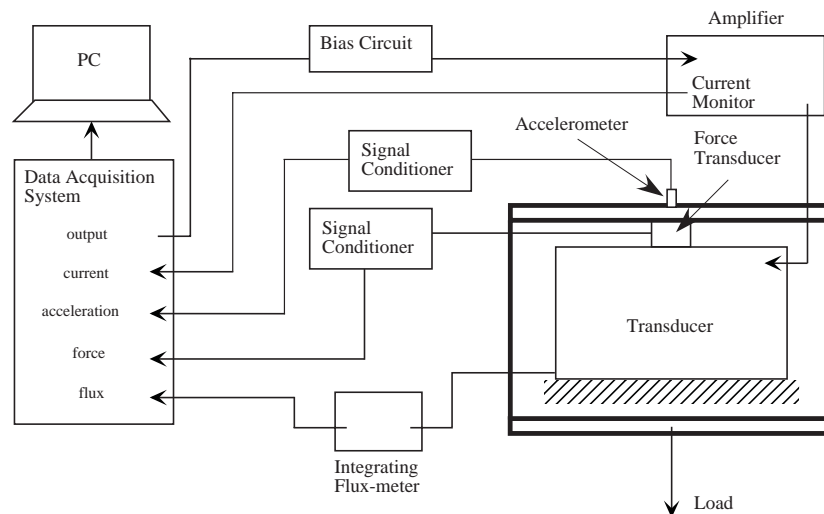 Amplifier
PC
Bias Circuit
Current
Monitor
Accelerometer
Force
Transducer
Signal
Conditioner
Data Acquisition
System
output
current
acceleration
force
flux
Signal
Conditioner
Transducer
Integrating
Flux-meter
Load